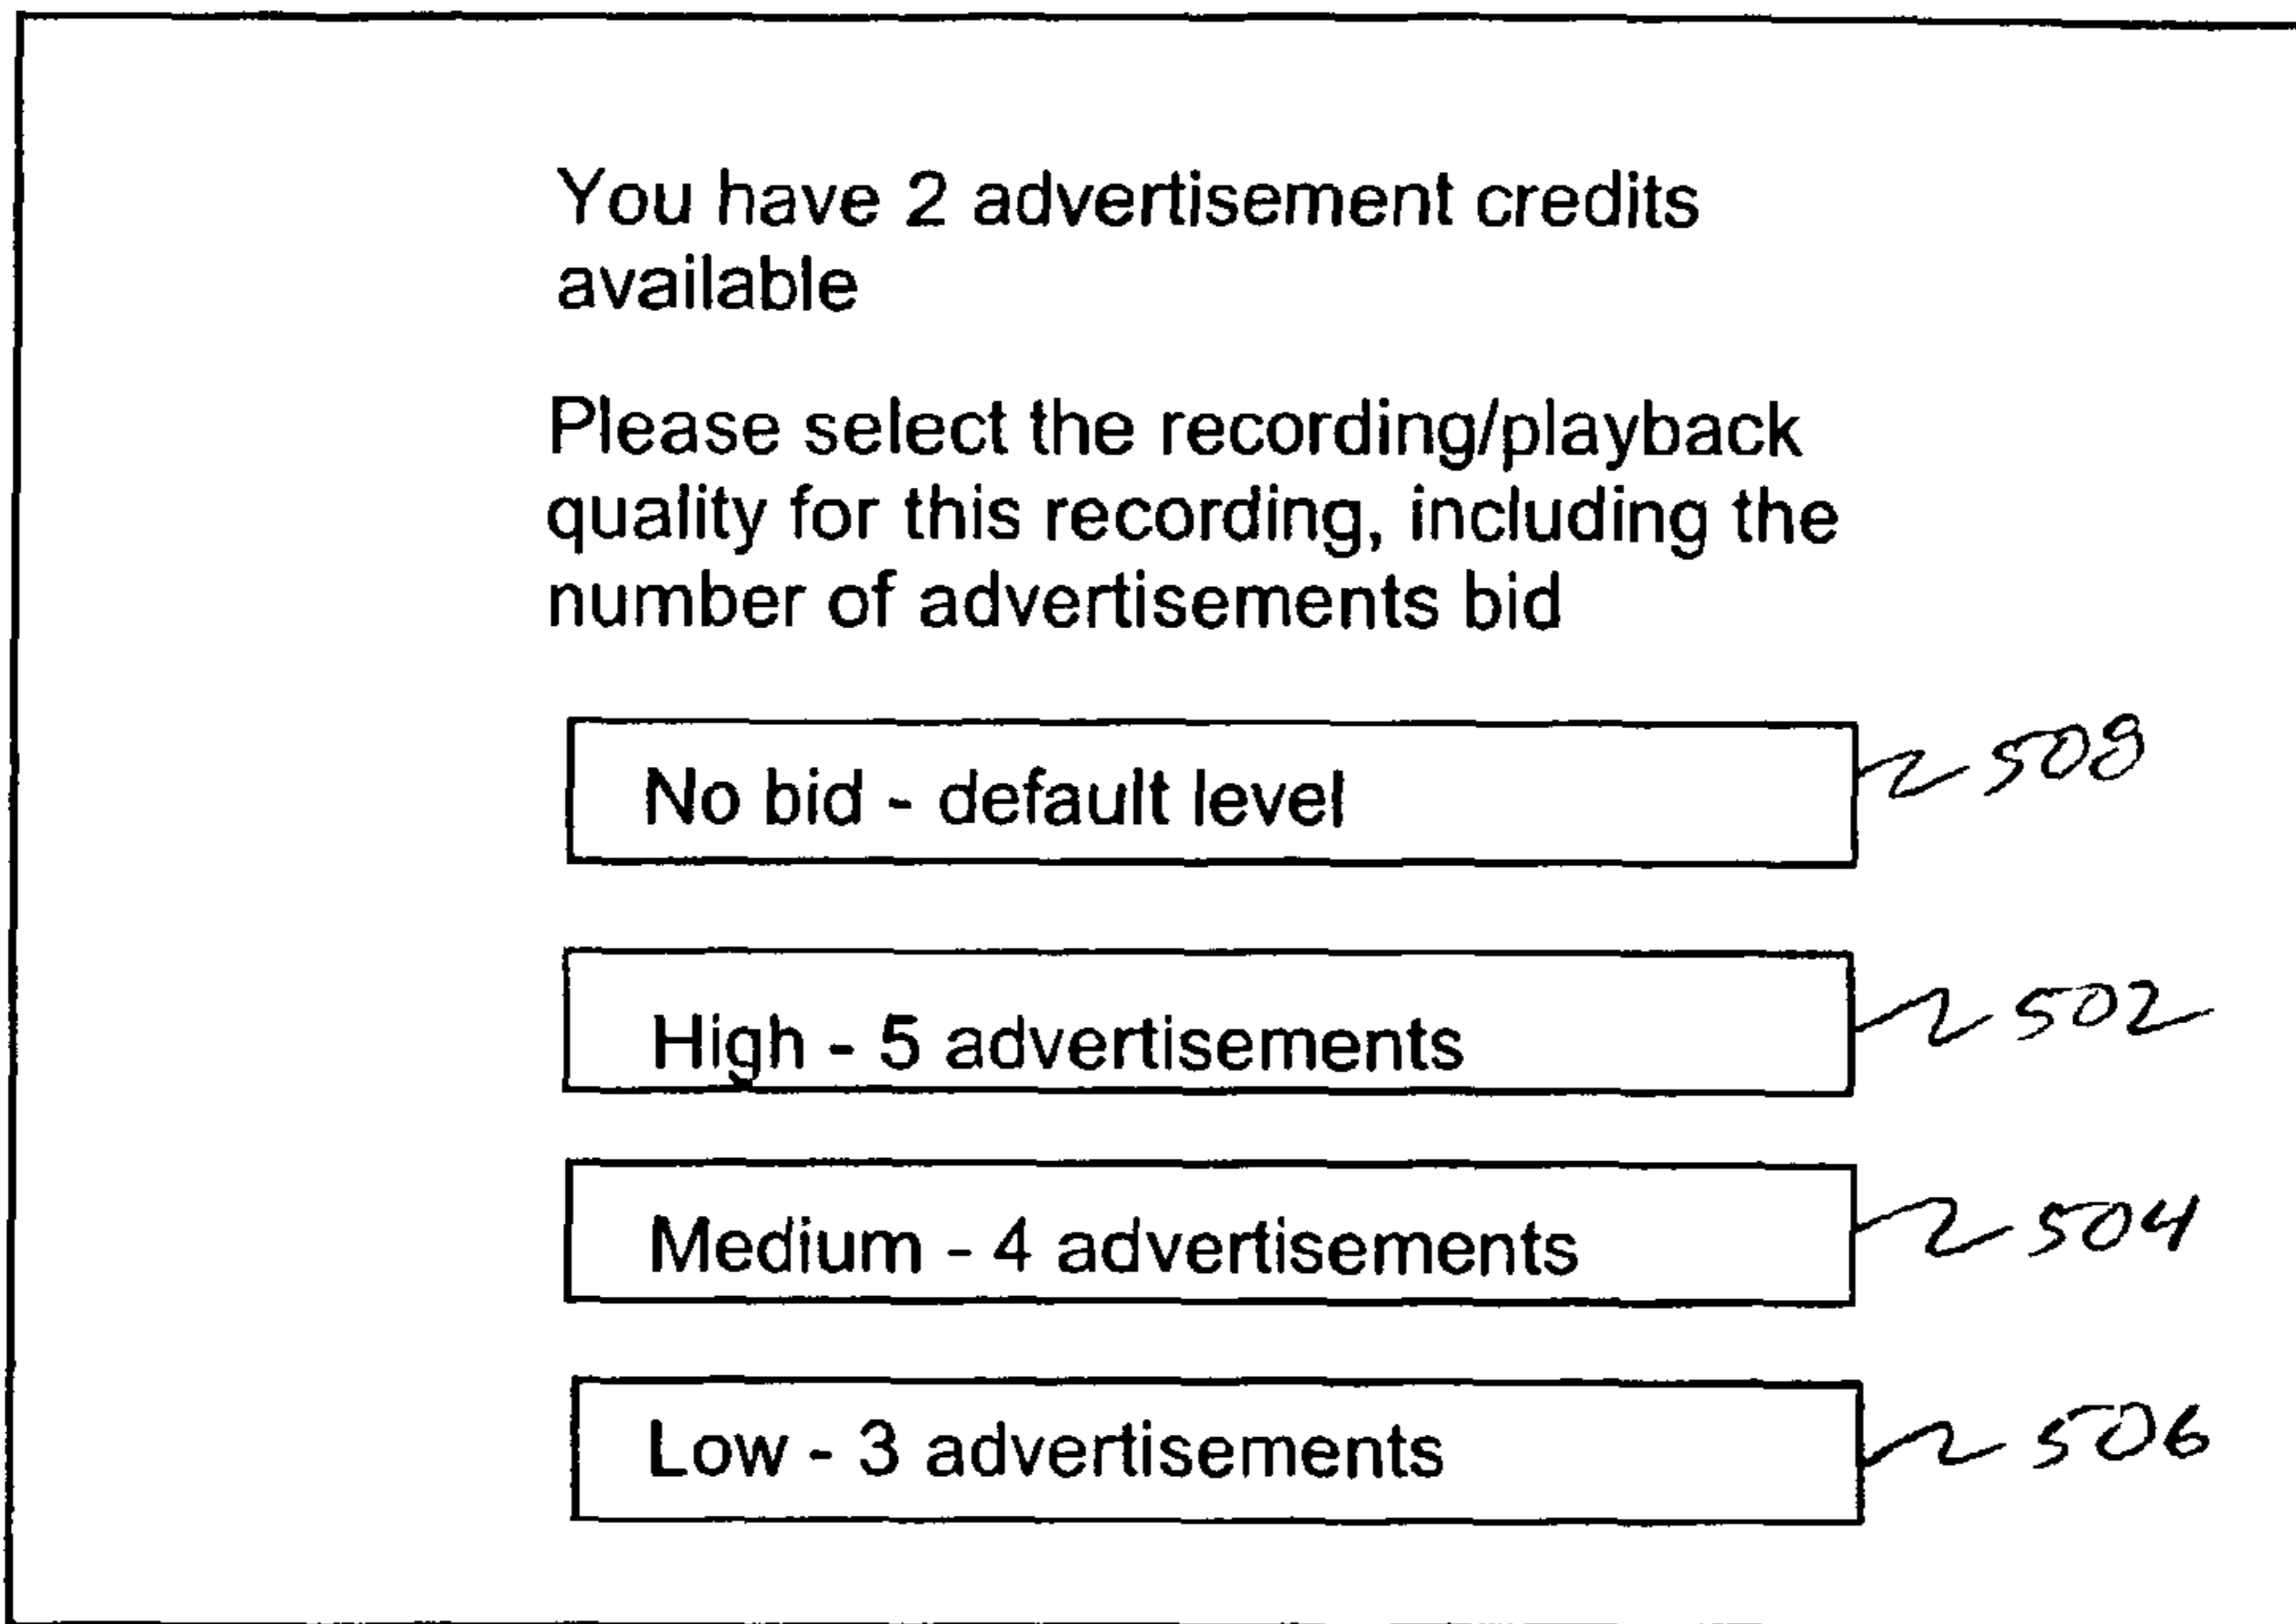 You have 2 advertisement credits
available
Please select the recording/playback
quality for this recording, including the
number of advertisements bid
No bid - default level 508
High - 5 advertisements 502
Medium - 4 advertisements 504
Low - 3 advertisements 506